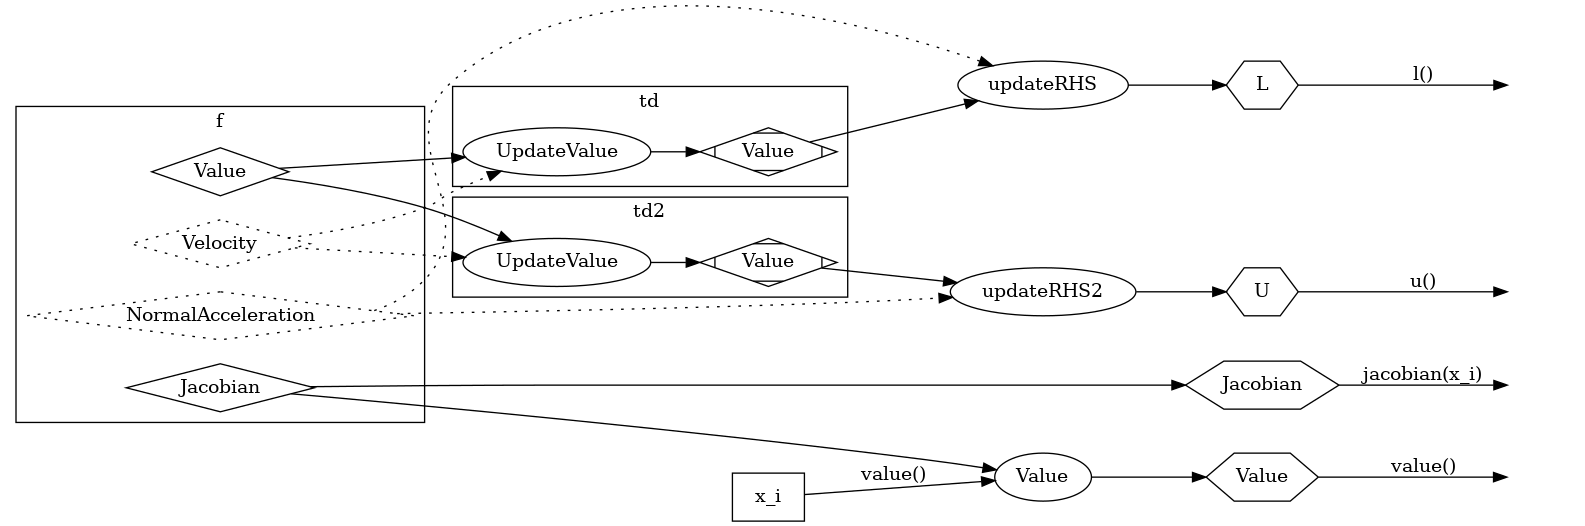 f
Value
Velocity
NormalAcceleration
Jacobian
td
UpdateValue
Value
td2
UpdateValue
Value
updateRHS
L
l()
updateRHS2
U
u()
Jacobian
jacobian(x_i)
x_i
value()
Value
Value
value()